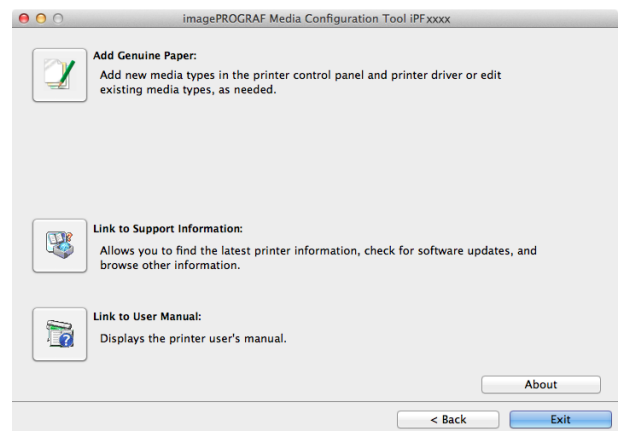 imagePROGRAF Media Configuration Tool iPFxxxx
Add Genuine Paper:
Add new media types in the printer control panel and printer driver or edit
existing media types, as needed.
Link to Support Information:
Allows you to find the latest printer information, check for software updates, and
browse other information.
Link to User Manual:
Displays the printer user's manual.
About
< Back
Exit